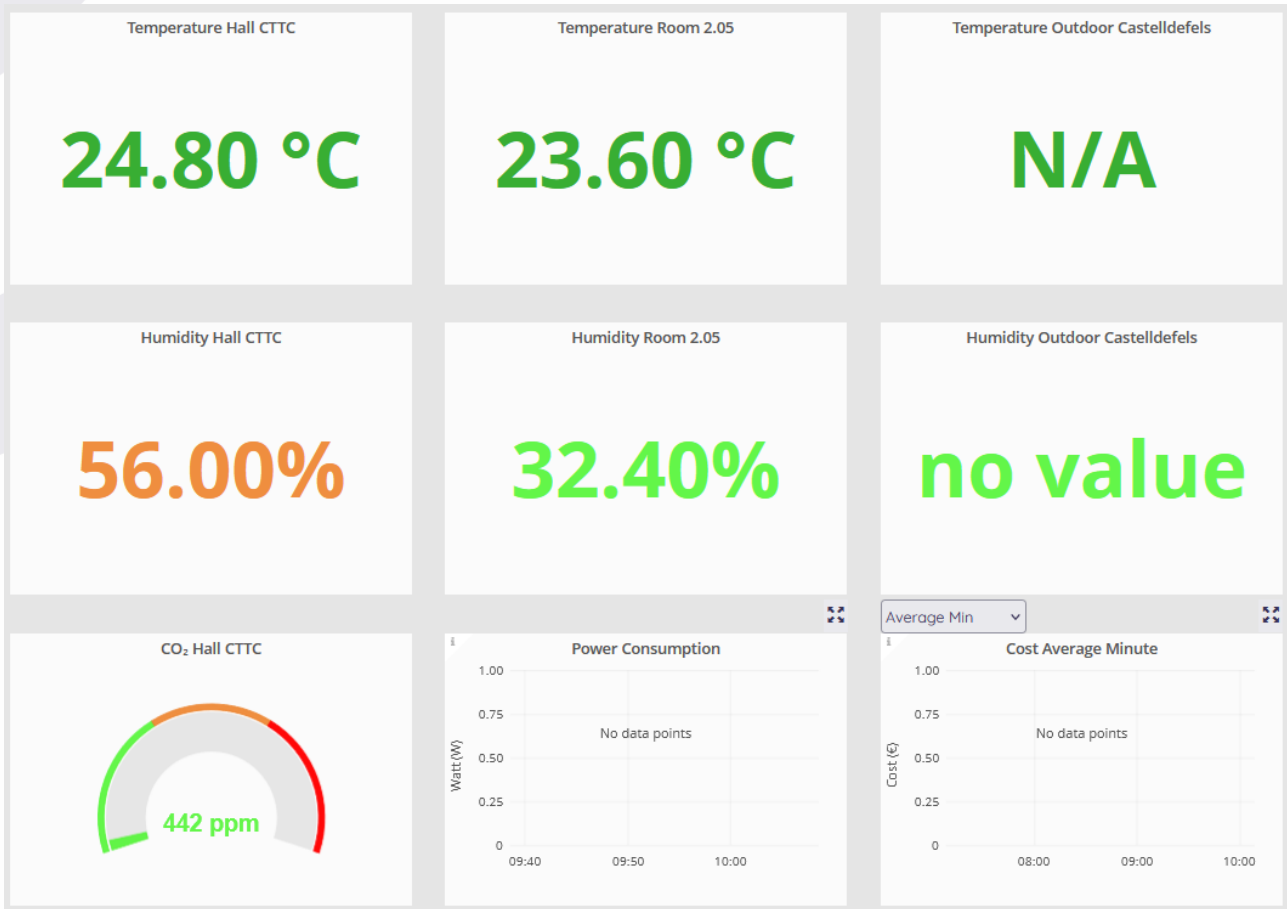 Temperature Hall CTTC
24.80 °C
Temperature Room 2.05
23.60 °C
Temperature Outdoor Castelldefels
N/A
Humidity Hall CTTC
56.00%
Humidity Room 2.05
32.40%
Humidity Outdoor Castelldefels
no value
CO₂ Hall CTTC
442 ppm
i
Power Consumption
Watt (W)
1.00
0.75
0.50
0.25
0
No data points
09:40
09:50
10:00
Average Min
i
Cost Average Minute
Cost (€)
1.00
0.75
0.50
0.25
0
No data points
08:00
09:00
10:00